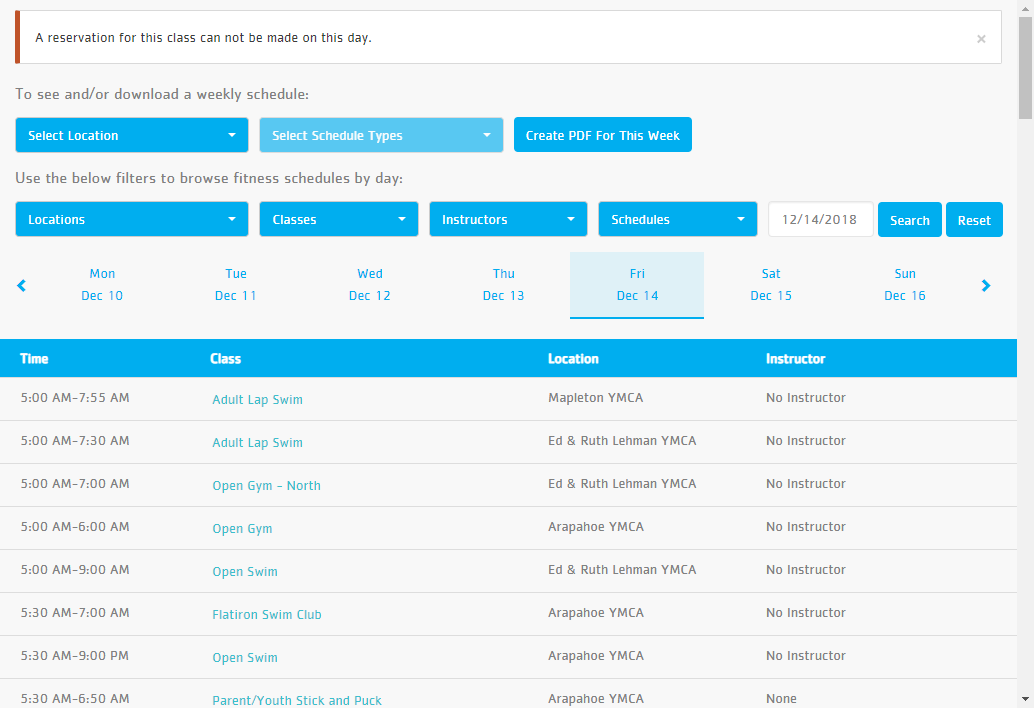 A reservation for this class can not be made on this day.
×
To see and/or download a weekly schedule:
Select Location Select Schedule Types Create PDF For This Week
Use the below filters to browse fitness schedules by day:
Locations Classes Instructors Schedules 12/14/2018 Search Reset
Mon Tue Wed Thu Fri Sat Sun
Dec 10 Dec 11 Dec 12 Dec 13 Dec 14 Dec 15 Dec 16
Time Class Location Instructor
5:00 AM-7:55 AM Adult Lap Swim Mapleton YMCA No Instructor
5:00 AM-7:30 AM Adult Lap Swim Ed & Ruth Lehman YMCA No Instructor
5:00 AM-7:00 AM Open Gym - North Ed & Ruth Lehman YMCA No Instructor
5:00 AM-6:00 AM Open Gym Arapahoe YMCA No Instructor
5:00 AM-9:00 AM Open Swim Ed & Ruth Lehman YMCA No Instructor
5:30 AM-7:00 AM Flatiron Swim Club Arapahoe YMCA No Instructor
5:30 AM-9:00 PM Open Swim Arapahoe YMCA No Instructor
5:30 AM-6:50 AM Parent/Youth Stick and Puck Arapahoe YMCA None